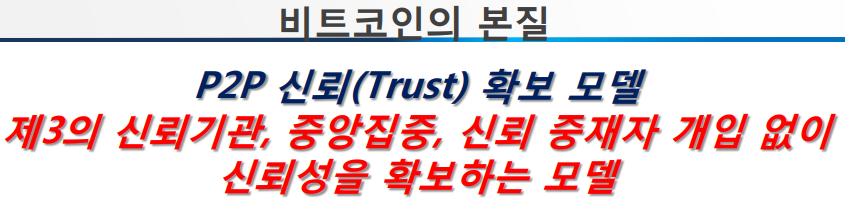 비트코인의 본질
P2P 신뢰(Trust) 확보 모델
제3의 신뢰기관, 중앙집중, 신뢰 중재자 개입 없이
신뢰성을 확보하는 모델